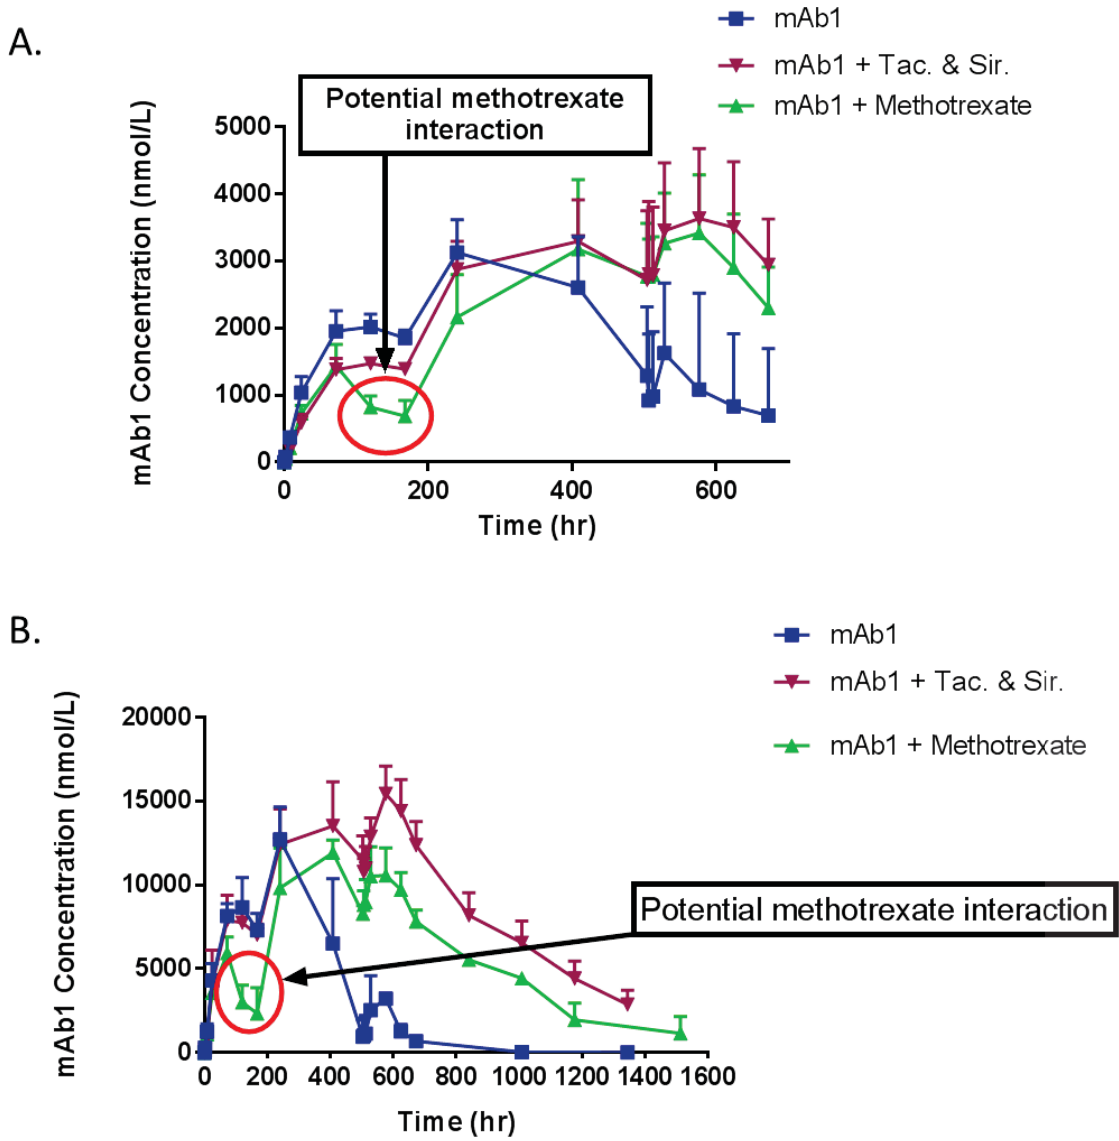 A.
mAb1
mAb1 + Tac. & Sir.
mAb1 + Methotrexate
Potential methotrexate
interaction
mAb1 Concentration (nmol/L)
5000
4000
3000
2000
1000
0
0 200 400 600
Time (hr)
B.
mAb1
mAb1 + Tac. & Sir.
mAb1 + Methotrexate
mAb1 Concentration (nmol/L)
20000
15000
10000
5000
0
Potential methotrexate interaction
0 200 400 600 800 1000 1200 1400 1600
Time (hr)